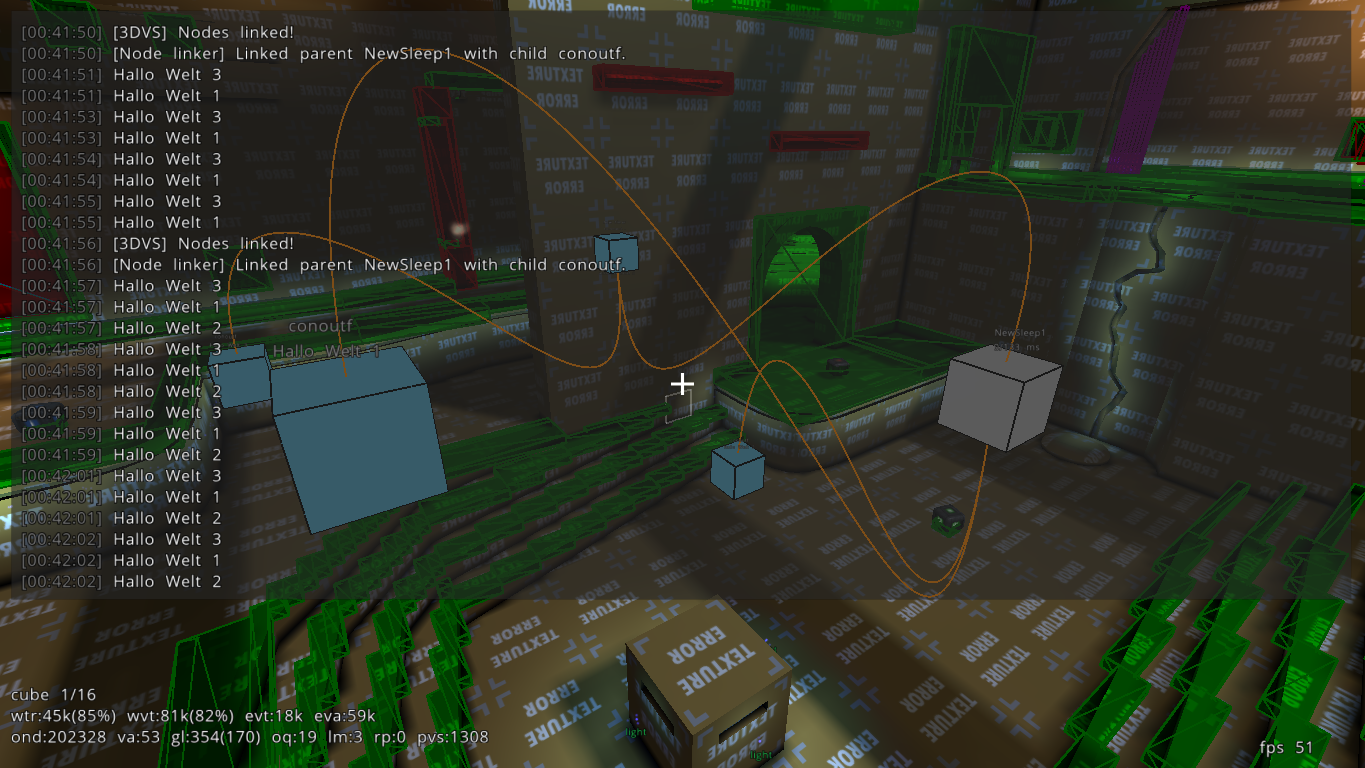 [00:41:50] [3DVS] Nodes linked!
[00:41:50] [Node linker] Linked parent NewSleep1 with child conoutf.
[00:41:51] Hallo Welt 3
[00:41:51] Hallo Welt 1
[00:41:53] Hallo Welt 3
[00:41:53] Hallo Welt 1
[00:41:54] Hallo Welt 3
[00:41:54] Hallo Welt 1
[00:41:55] Hallo Welt 3
[00:41:55] Hallo Welt 1
[00:41:56] [3DVS] Nodes linked!
[00:41:56] [Node linker] Linked parent NewSleep1 with child conoutf.
[00:41:57] Hallo Welt 3
[00:41:57] Hallo Welt 1
[00:41:57] Hallo Welt 2
[00:41:58] Hallo Welt 3
[00:41:58] Hallo Welt 1
[00:41:58] Hallo Welt 2
[00:41:59] Hallo Welt 3
[00:41:59] Hallo Welt 1
[00:41:59] Hallo Welt 2
[00:42:01] Hallo Welt 3
[00:42:01] Hallo Welt 1
[00:42:01] Hallo Welt 2
[00:42:02] Hallo Welt 3
[00:42:02] Hallo Welt 1
[00:42:02] Hallo Welt 2
conoutf
Hallo Welt 1
NewSleep1
ms
TEXTURE
ERROR
ERROR
TEXTURE
light
light
cube 1/16
wtr:45k(85%) wvt:81k(82%) evt:18k eva:59k
ond:202328 va:53 gl:354(170) oq:19 lm:3 rp:0 pvs:1308
fps 51